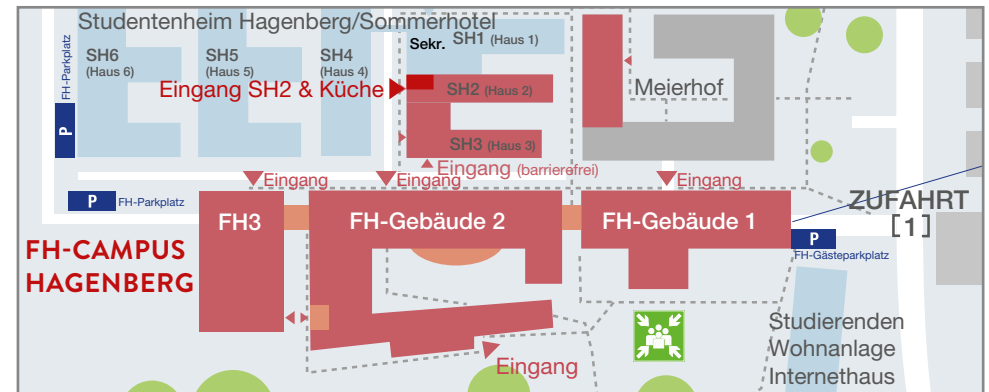 Studentenheim Hagenberg/Sommerhotel
Sekr.
SH1 (Haus 1)
SH6
(Haus 6)
SH5
(Haus 5)
SH4
(Haus 4)
FH-Parkplatz
P
Eingang SH2 & Küche
SH2 (Haus 2)
Meierhof
SH3 (Haus 3)
Eingang (barrierefrei)
Eingang
Eingang
Eingang
P
FH-Parkplatz
ZUFAHRT
[1]
FH3
FH-Gebäude 2
FH-Gebäude 1
P
FH-Gästeparkplatz
FH-CAMPUS
HAGENBERG
Studierenden
Wohnanlage
Internethaus
Eingang